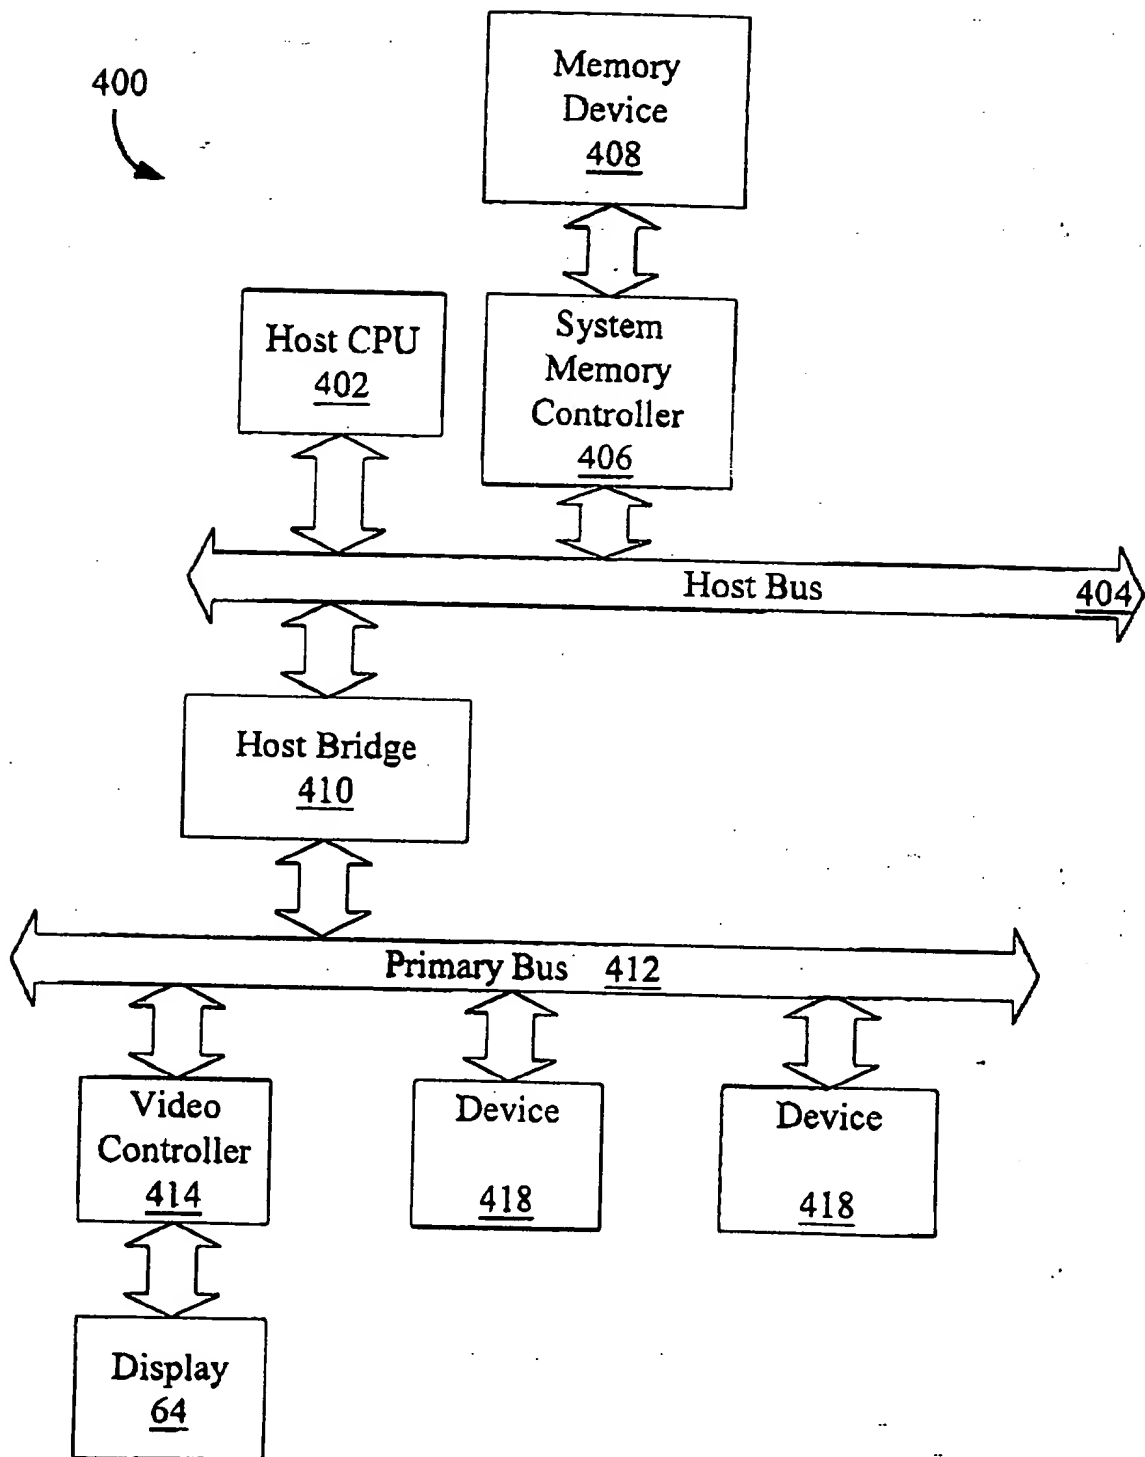 400
Memory
Device
408
Host CPU
402
System
Memory
Controller
406
Host Bus 404
Host Bridge
410
Primary Bus 412
Video
Controller
414
Device
418
Device
418
Display
64